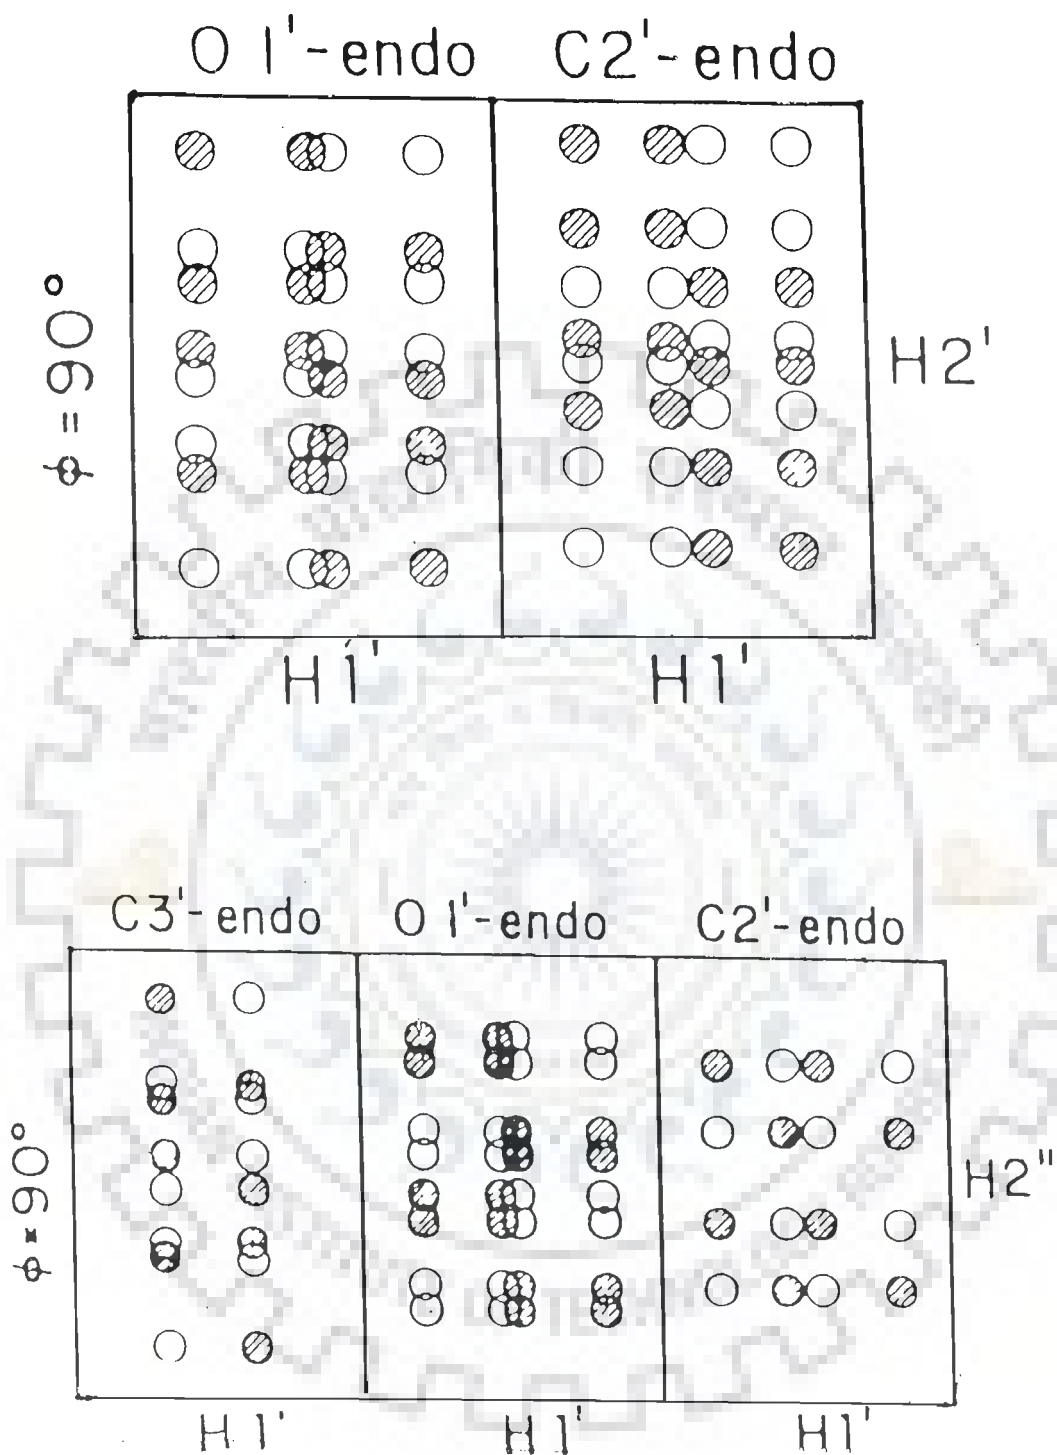 O 1'-endo C2'-endo
ϕ = 90°
H2'
H1' H1'
C3'-endo O 1'-endo C2'-endo
ϕ = 90°
H2"
H1' H1' H1'